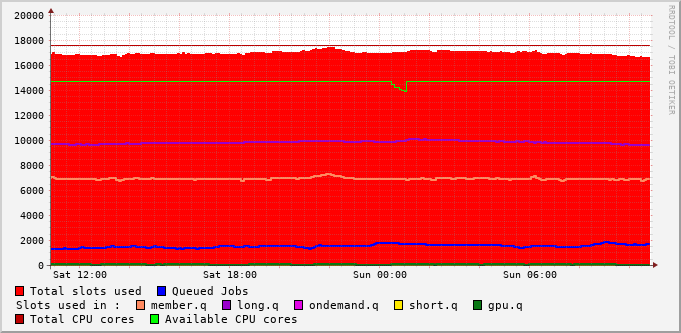 20000
18000
16000
14000
12000
10000
8000
6000
4000
2000
0
Sat 12:00 Sat 18:00 Sun 00:00 Sun 06:00
RRDTOOL / TOBI OETIKER
Total slots used Queued Jobs
Slots used in : member.q long.q ondemand.q short.q gpu.q
Total CPU cores Available CPU cores